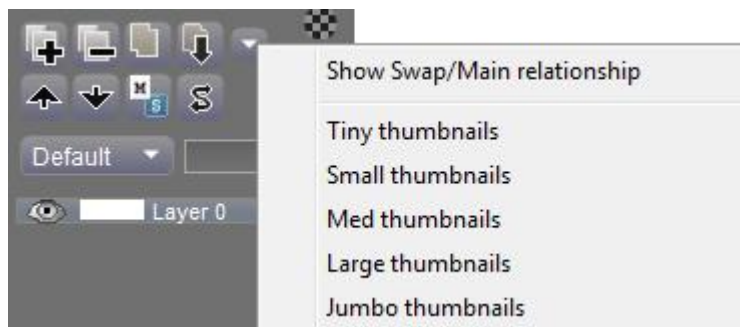 M
S
S
Show Swap/Main relationship
Default
Tiny thumbnails
Small thumbnails
Layer 0
Med thumbnails
Large thumbnails
Jumbo thumbnails